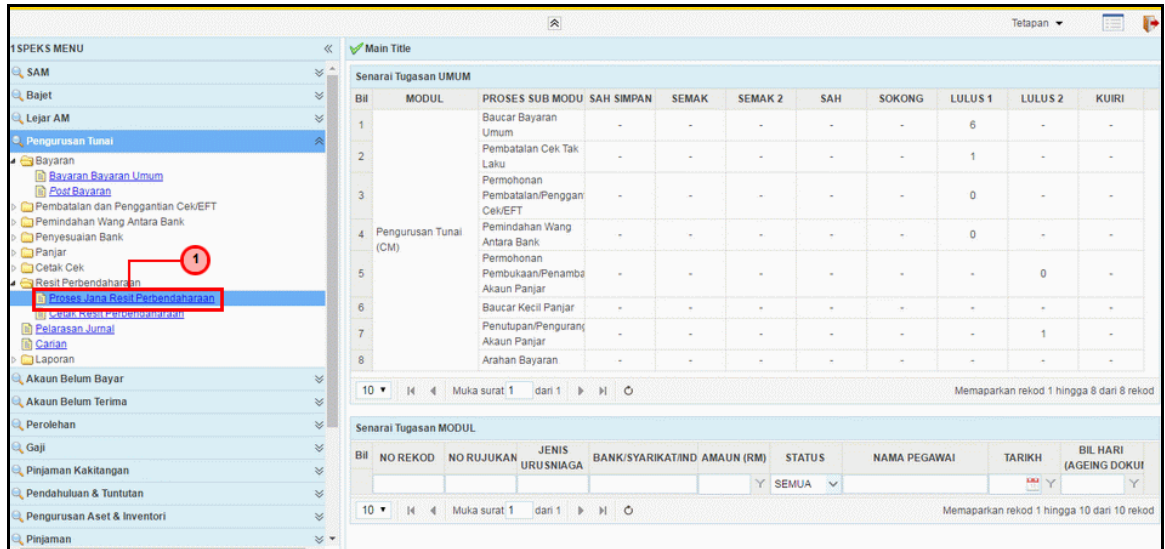 Tetapan
1SPEKS MENU
SAM
Bajet
Lejar AM
Pengurusan Tunai
Bayaran
Bayaran Bayaran Umum
Post Bayaran
Pembatalan dan Penggantian Cek/EFT
Pemindahan Wang Antara Bank
Penyesuaian Bank
Panjar
Cetak Cek
1
Resit Perbendaharaan
Proses Jana Resit Perbendaharaan
Cetak Resit Perbendaharaan
Pelarasan Jurnal
Carian
Laporan
Akaun Belum Bayar
Akaun Belum Terima
Perolehan
Gaji
Pinjaman Kakitangan
Pendahuluan & Tuntutan
Pengurusan Aset & Inventori
Pinjaman
Main Title
Senarai Tugasan UMUM
Bil MODUL PROSES SUB MODU SAH SIMPAN SEMAK SEMAK 2 SAH SOKONG LULUS 1 LULUS 2 KUIRI
Pengurusan Tunai
(CM)
1 Baucar Bayaran
Umum - - - - - 6 - -
2 Pembatalan Cek Tak
Laku - - - - - 1 - -
3 Permohonan
Pembatalan/Penggan
Cek/EFT - - - - - 0 - -
4 Pemindahan Wang
Antara Bank - - - - - 0 - -
5 Permohonan
Pembukaan/Penamba
Akaun Panjar - - - - - - 0 -
6 Baucar Kecil Panjar - - - - - - - -
7 Penutupan/Pengurang
Akaun Panjar - - - - - - 1 -
8 Arahan Bayaran - - - - - - - -
10 Muka surat 1 dari 1 Memaparkan rekod 1 hingga 8 dari 8 rekod
Senarai Tugasan MODUL
Bil NO REKOD NO RUJUKAN JENIS
URUSNIAGA BANK/SYARIKAT/IND AMAUN (RM) STATUS NAMA PEGAWAI TARIKH BIL HARI
(AGEING DOKUI
SEMUA
10 Muka surat 1 dari 1 Memaparkan rekod 1 hingga 10 dari 10 rekod